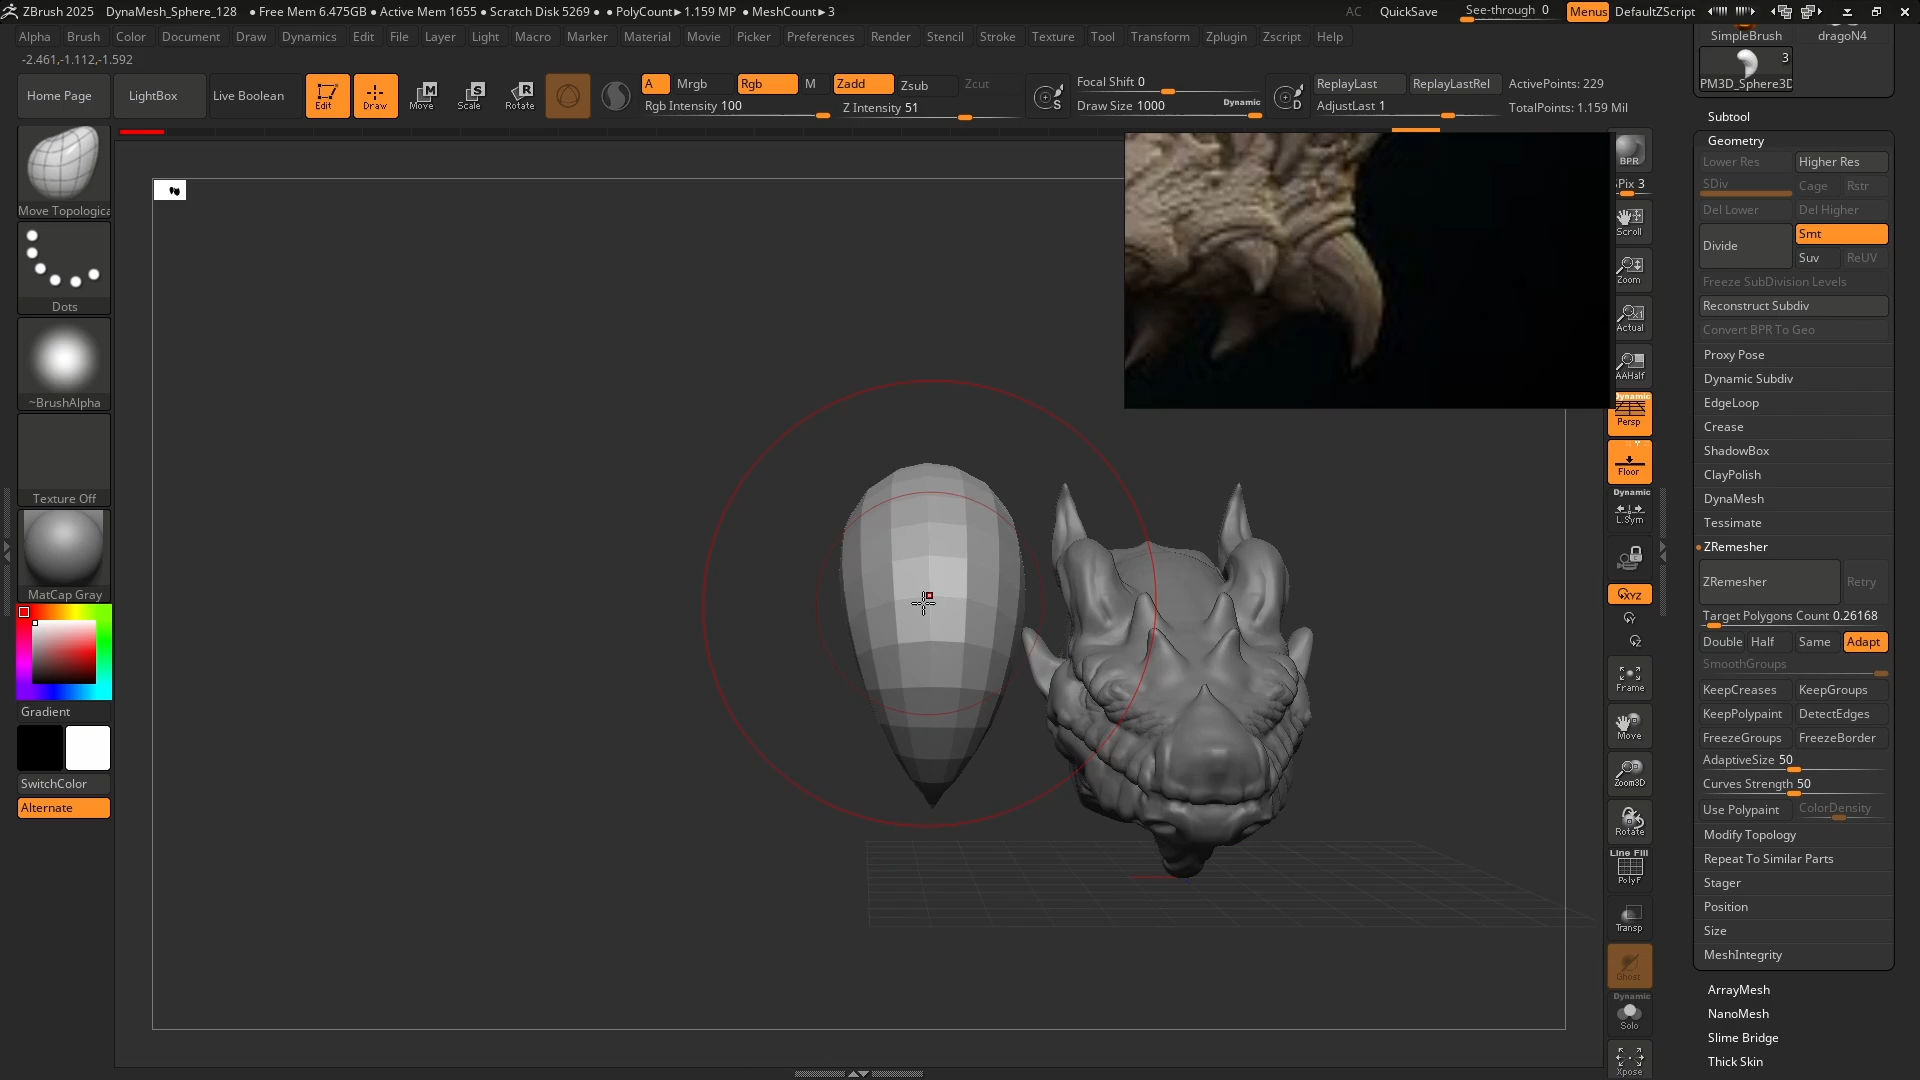 ZBrush 2025 DynaMesh_Sphere_128 ● Free Mem 6.475GB ● Active Mem 1655 ● Scratch Disk 5269 ● ● PolyCount► 1.159 MP ● MeshCount► 3 AC QuickSave See-through 0 Menus DefaultZScript
Alpha Brush Color Document Draw Dynamics Edit File Layer Light Macro Marker Material Movie Picker Preferences Render Stencil Stroke Texture Tool Transform Zplugin Zscript Help
-2.461,-1.112,-1.592
Home Page LightBox Live Boolean Edit Draw Move Scale Rotate
A Mrgb Rgb M Zadd Zsub Zcut
Rgb Intensity 100 Z Intensity 51
S Focal Shift 0
Draw Size 1000 Dynamic
D ReplayLast ReplayLastRel
AdjustLast 1
ActivePoints: 229
TotalPoints: 1.159 Mil
Move Topologica
Dots
~BrushAlpha
Texture Off
MatCap Gray
Gradient
SwitchColor
Alternate
BPR
SPix 3
Scroll
Zoom
Actual
AAHalf
Dynamic
Persp
Floor
Dynamic
L.Sym
XYZ
Y
Z
Frame
Move
Zoom3D
Rotate
Line Fill
PolyF
Transp
Ghost
Dynamic
Solo
Xpose
SimpleBrush dragoN4
3
PM3D_Sphere3D
Subtool
Geometry
Lower Res Higher Res
SDiv Cage Rstr
Del Lower Del Higher
Divide Smt
Suv ReUV
Freeze SubDivision Levels
Reconstruct Subdiv
Convert BPR To Geo
Proxy Pose
Dynamic Subdiv
EdgeLoop
Crease
ShadowBox
ClayPolish
DynaMesh
Tessimate
ZRemesher
ZRemesher Retry
Target Polygons Count 0.26168
Double Half Same Adapt
SmoothGroups
KeepCreases KeepGroups
KeepPolypaint DetectEdges
FreezeGroups FreezeBorder
AdaptiveSize 50
Curves Strength 50
Use Polypaint ColorDensity
Modify Topology
Repeat To Similar Parts
Stager
Position
Size
MeshIntegrity
ArrayMesh
NanoMesh
Slime Bridge
Thick Skin